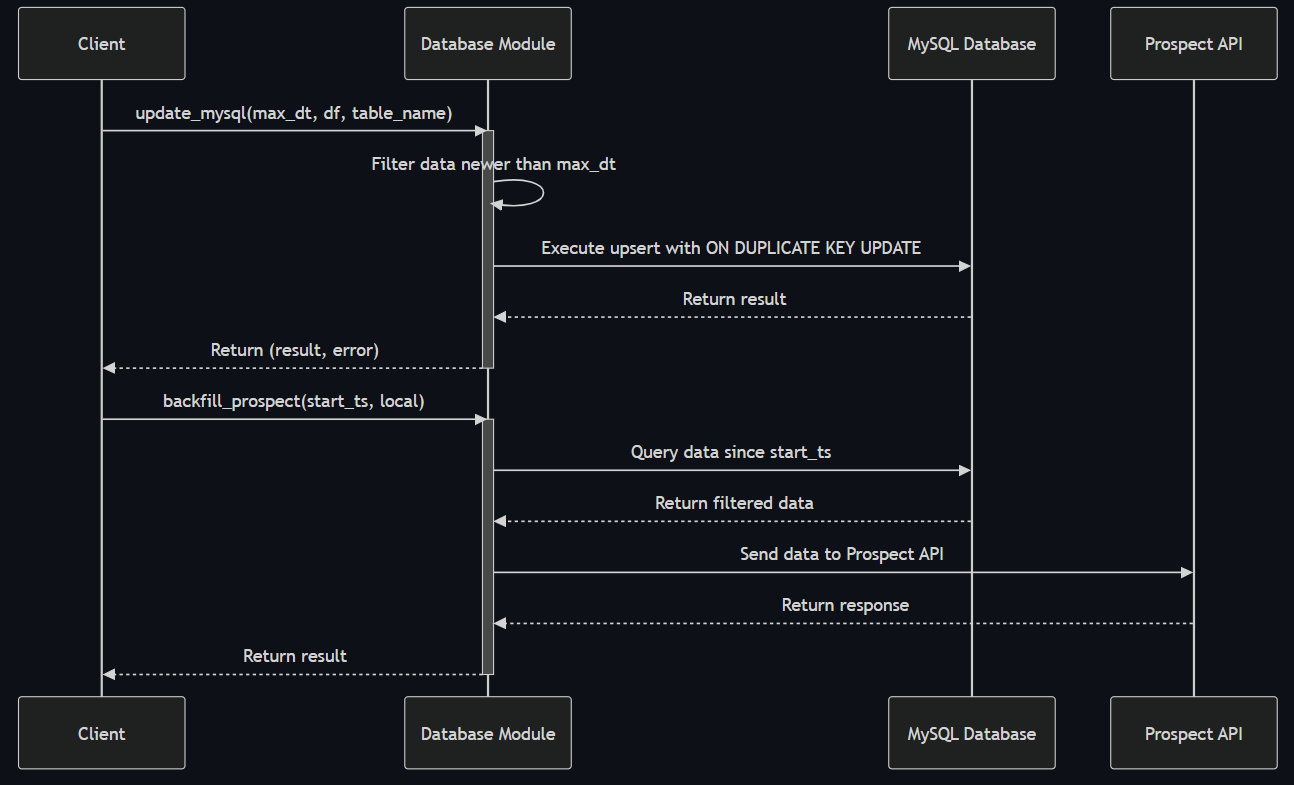 Client
Database Module
MySQL Database
Prospect API
update_mysql(max_dt, df, table_name)
Filter data newer than max_dt
Execute upsert with ON DUPLICATE KEY UPDATE
Return result
Return (result, error)
backfill_prospect(start_ts, local)
Query data since start_ts
Return filtered data
Send data to Prospect API
Return response
Return result
Client
Database Module
MySQL Database
Prospect API